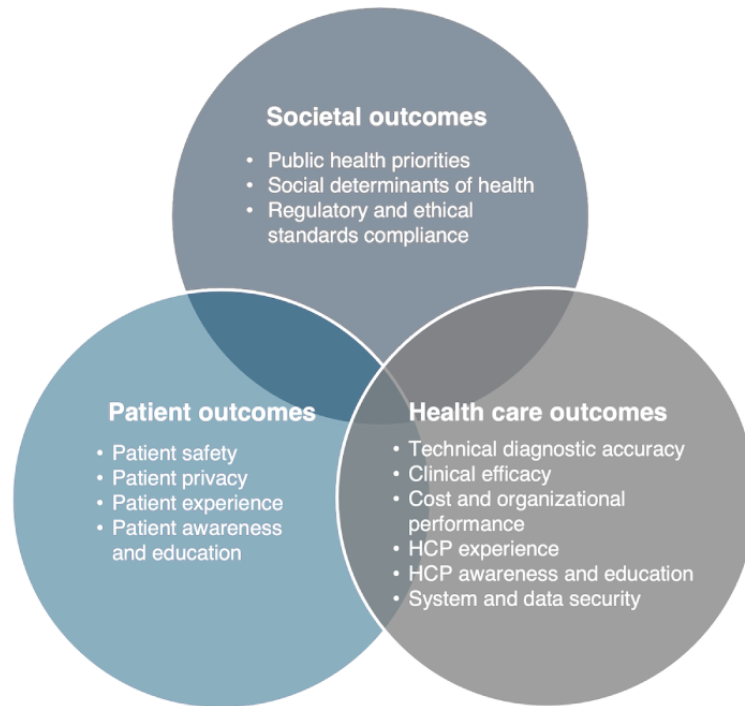 Societal outcomes
• Public health priorities
• Social determinants of health
• Regulatory and ethical
standards compliance
Patient outcomes
• Patient safety
• Patient privacy
• Patient experience
• Patient awareness
and education
Health care outcomes
• Technical diagnostic accuracy
• Clinical efficacy
• Cost and organizational
performance
• HCP experience
• HCP awareness and education
• System and data security